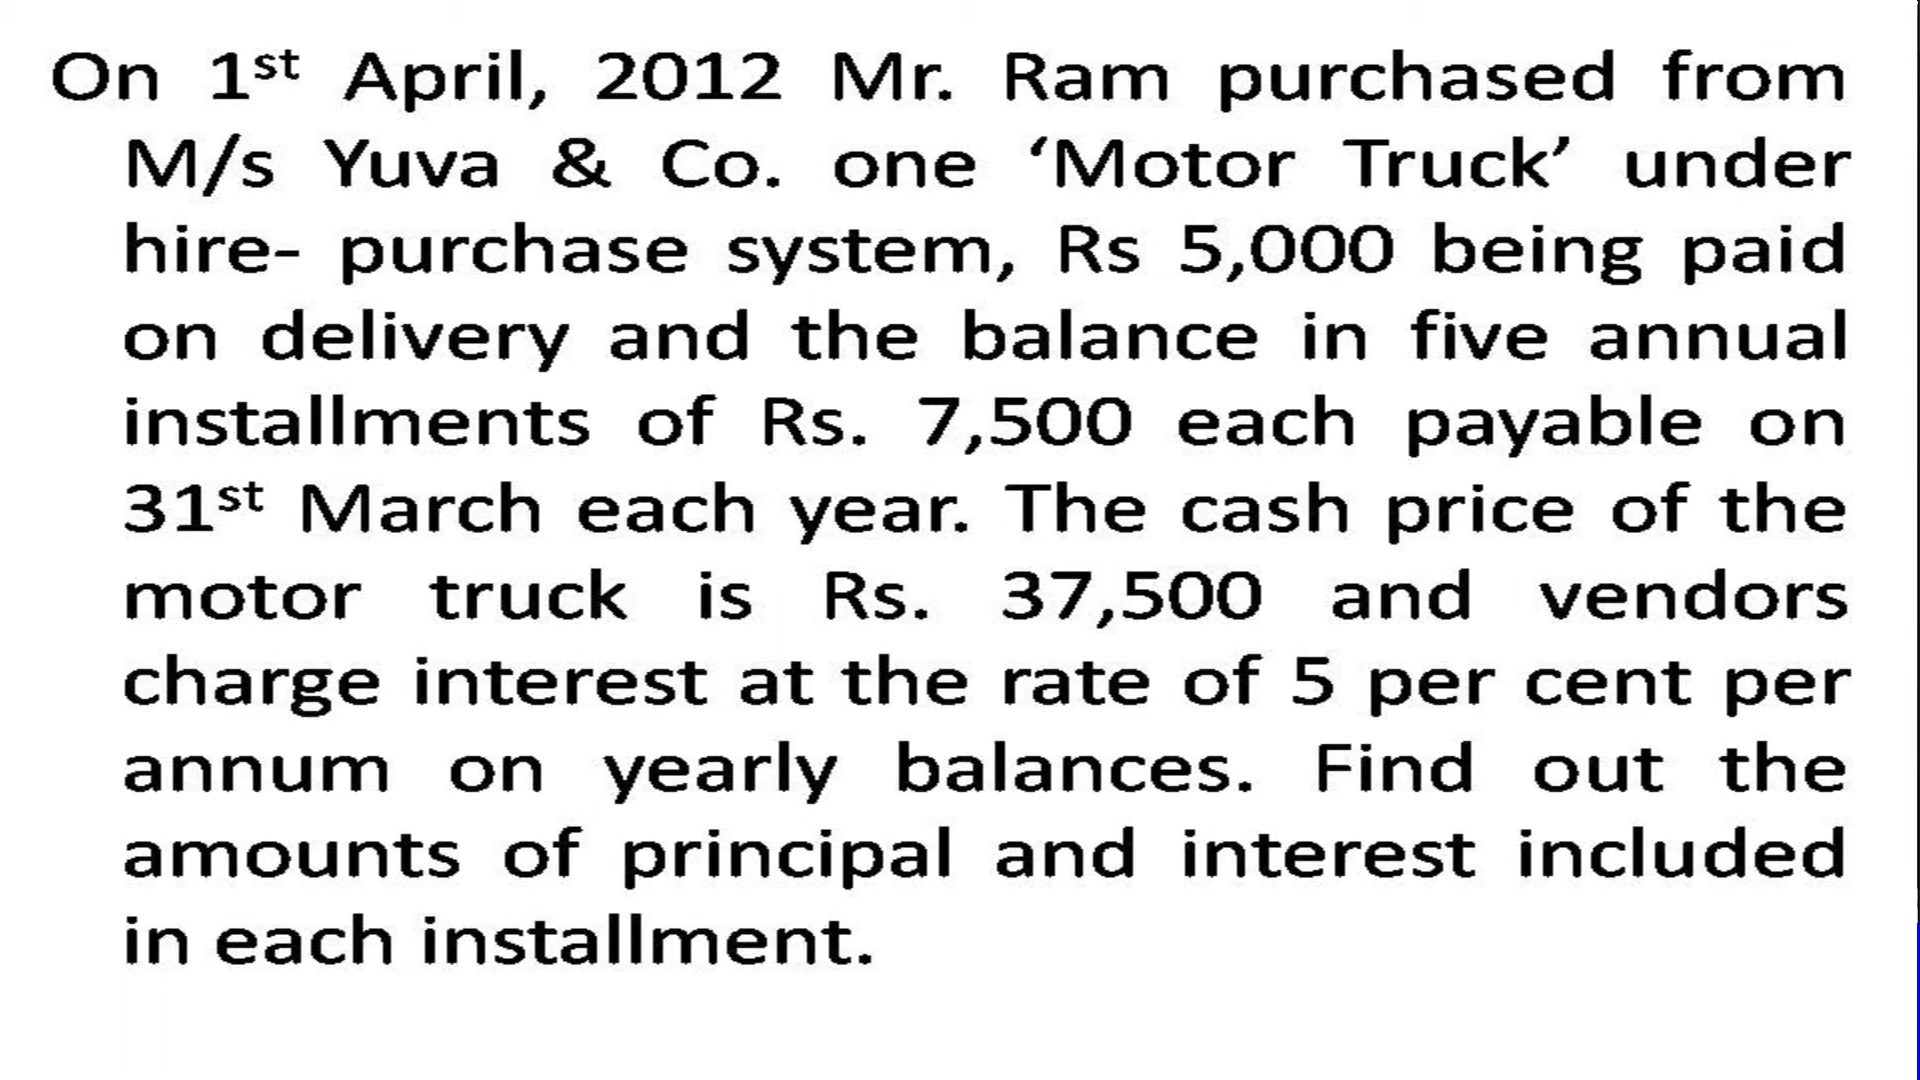 On 1st April, 2012 Mr. Ram purchased from
M/s Yuva & Co. one ‘Motor Truck’ under
hire- purchase system, Rs 5,000 being paid
on delivery and the balance in five annual
installments of Rs. 7,500 each payable on
31st March each year. The cash price of the
motor truck is Rs. 37,500 and vendors
charge interest at the rate of 5 per cent per
annum on yearly balances. Find out the
amounts of principal and interest included
in each installment.